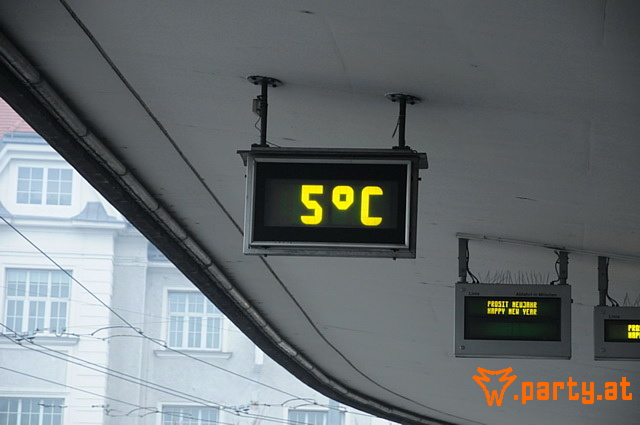 5°C
PROSIT NEUJAHR
HAPPY NEW YEAR
.party.at